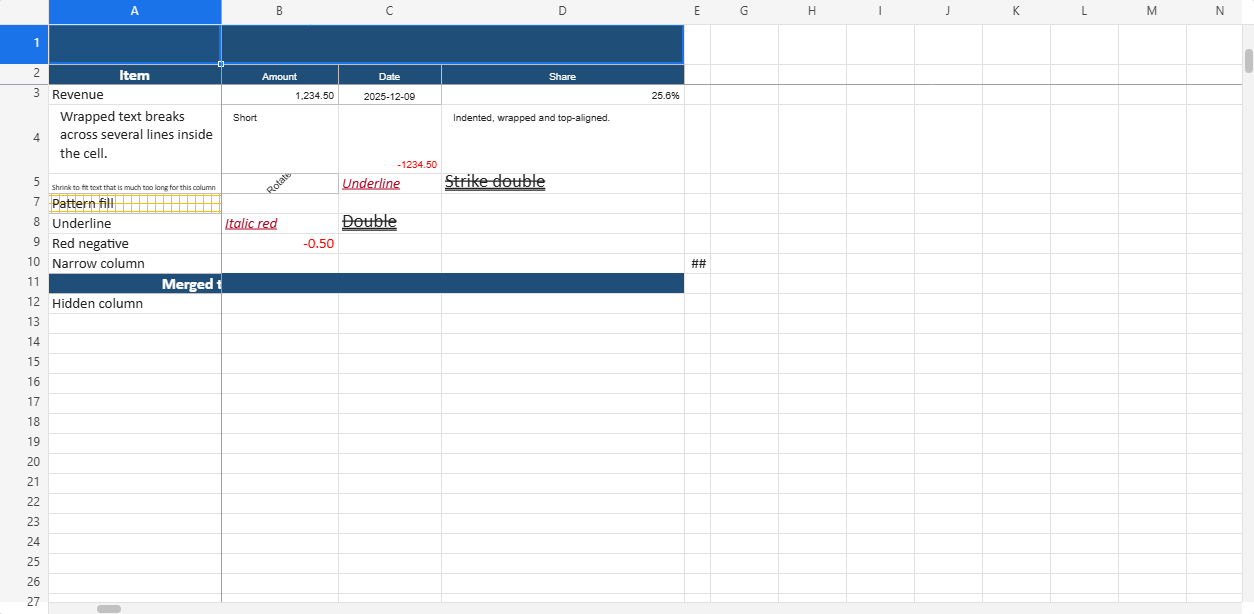 A B C D E G H I J K L M N
1
2 Item Amount Date Share
3 Revenue 1,234.50 2025-12-09 25.6%
4 Wrapped text breaks
across several lines inside
the cell.
Short
-1234.50
Indented, wrapped and top-aligned.
5 Shrink to fit text that is much too long for this column Rotate Underline Strike double
7 Pattern fill
8 Underline Italic red Double
9 Red negative -0.50
10 Narrow column ##
11 Merged t
12 Hidden column
13
14
15
16
17
18
19
20
21
22
23
24
25
26
27